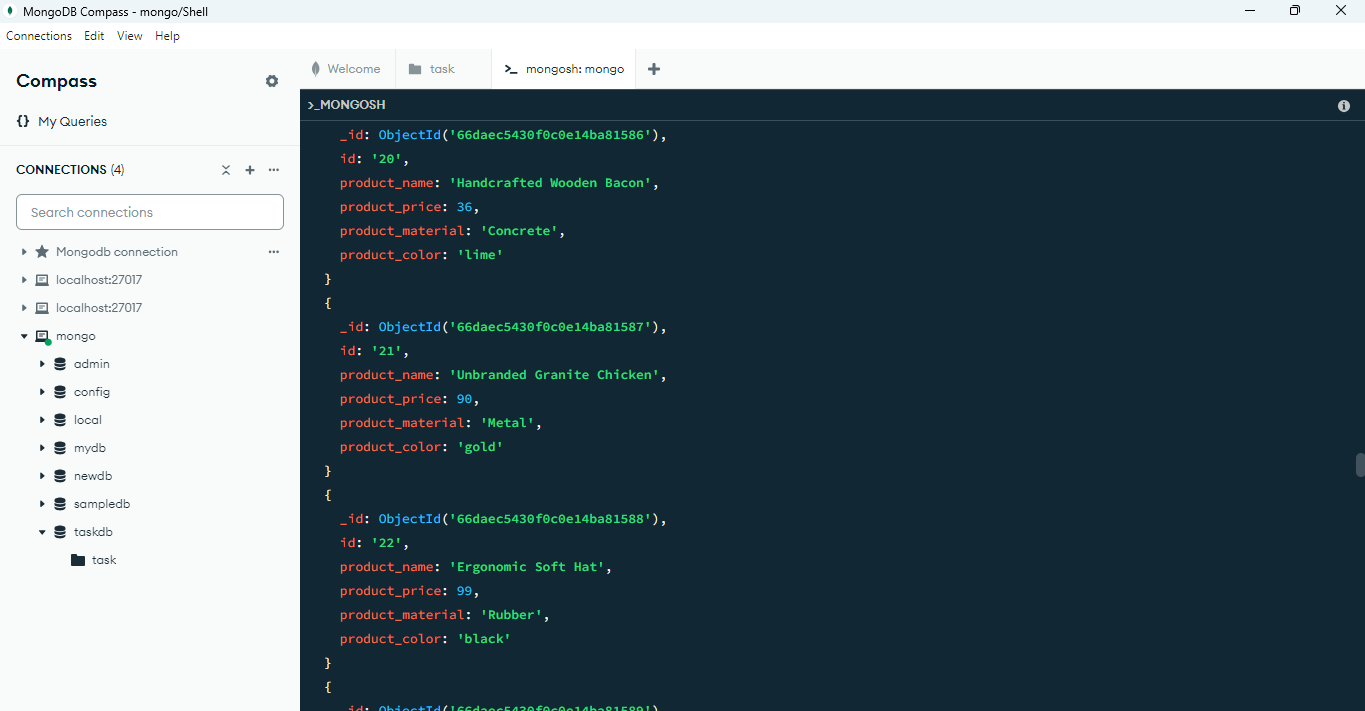 MongoDB Compass - mongo/Shell
Connections Edit View Help
Compass
My Queries
CONNECTIONS (4)
Search connections
Mongodb connection
localhost:27017
localhost:27017
mongo
admin
config
local
mydb
newdb
sampledb
taskdb
task
Welcome
task
>_ mongosh: mongo
>_MONGOSH
_id: ObjectId('66daec5430f0c0e14ba81586'),
id: '20',
product_name: 'Handcrafted Wooden Bacon',
product_price: 36,
product_material: 'Concrete',
product_color: 'lime'
}
{
_id: ObjectId('66daec5430f0c0e14ba81587'),
id: '21',
product_name: 'Unbranded Granite Chicken',
product_price: 90,
product_material: 'Metal',
product_color: 'gold'
}
{
_id: ObjectId('66daec5430f0c0e14ba81588'),
id: '22',
product_name: 'Ergonomic Soft Hat',
product_price: 99,
product_material: 'Rubber',
product_color: 'black'
}
{
_id: ObjectId('66daec5430f0c0e14ba81589')